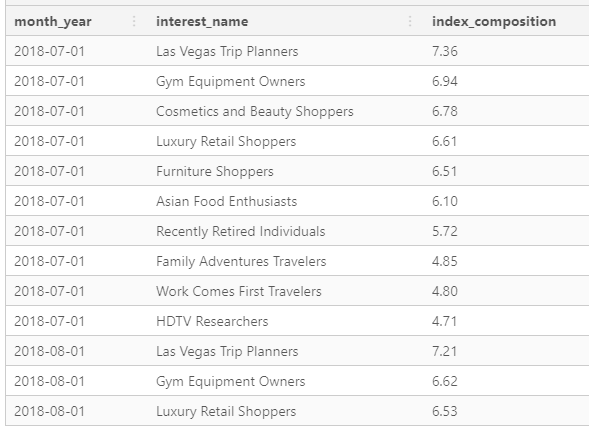 month_year interest_name index_composition
2018-07-01 Las Vegas Trip Planners 7.36
2018-07-01 Gym Equipment Owners 6.94
2018-07-01 Cosmetics and Beauty Shoppers 6.78
2018-07-01 Luxury Retail Shoppers 6.61
2018-07-01 Furniture Shoppers 6.51
2018-07-01 Asian Food Enthusiasts 6.10
2018-07-01 Recently Retired Individuals 5.72
2018-07-01 Family Adventures Travelers 4.85
2018-07-01 Work Comes First Travelers 4.80
2018-07-01 HDTV Researchers 4.71
2018-08-01 Las Vegas Trip Planners 7.21
2018-08-01 Gym Equipment Owners 6.62
2018-08-01 Luxury Retail Shoppers 6.53